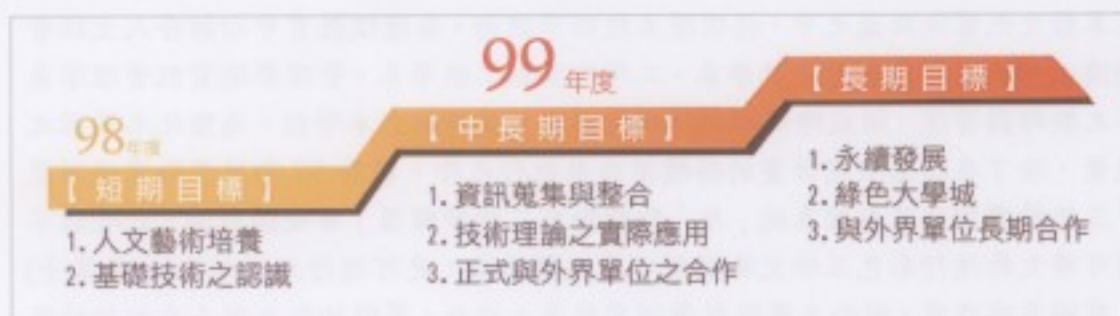 98年度
【短期目標】
1. 人文藝術培養
2. 基礎技術之認識
99年度
【中長期目標】
1. 資訊蒐集與整合
2. 技術理論之實際應用
3. 正式與外界單位之合作
【長期目標】
1. 永續發展
2. 綠色大學城
3. 與外界單位長期合作